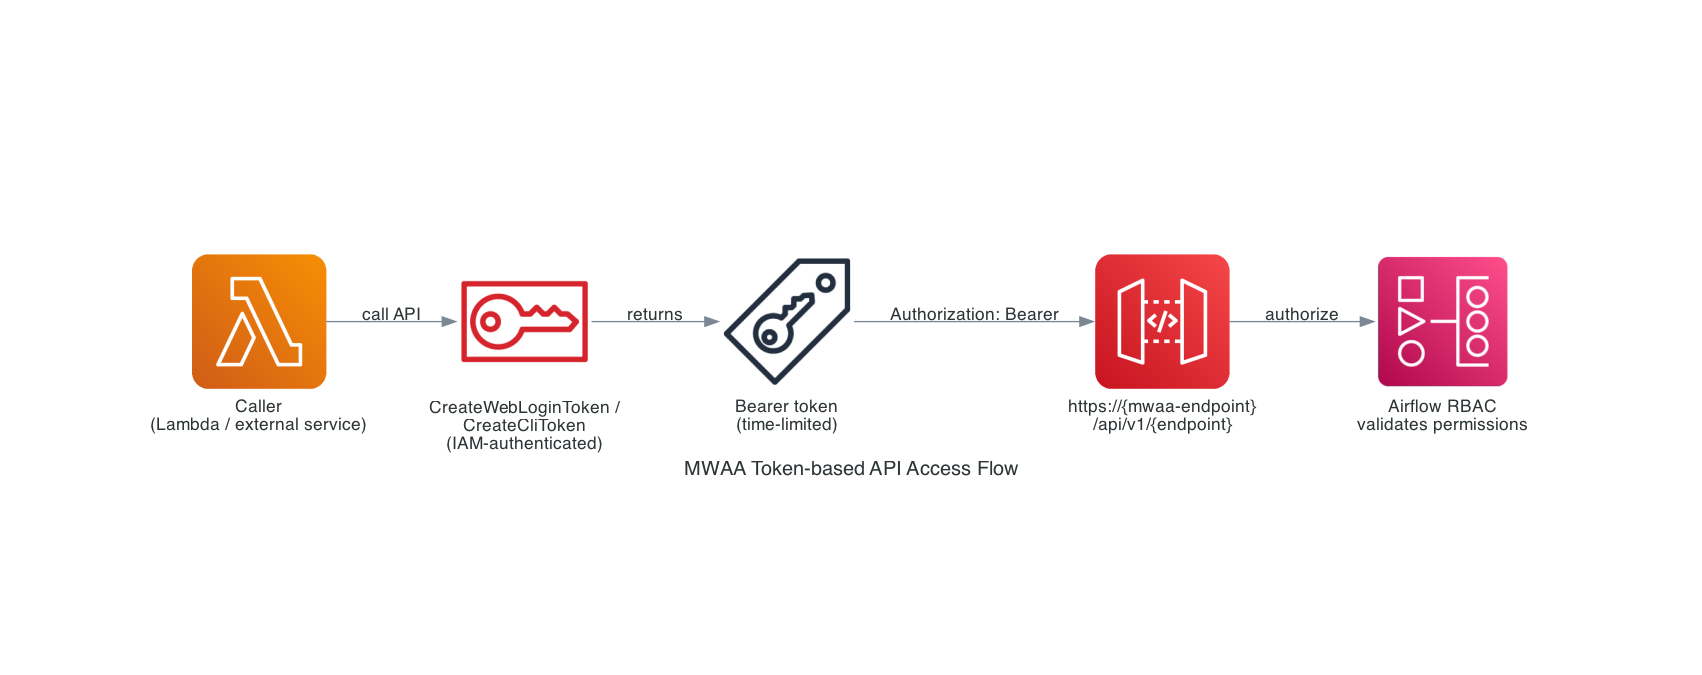 call API
returns
Authorization: Bearer
authorize
Caller
(Lambda / external service)
CreateWebLoginToken /
CreateCliToken
(IAM-authenticated)
Bearer token
(time-limited)
https://{mwaa-endpoint}
/api/v1/{endpoint}
Airflow RBAC
validates permissions
MWAA Token-based API Access Flow